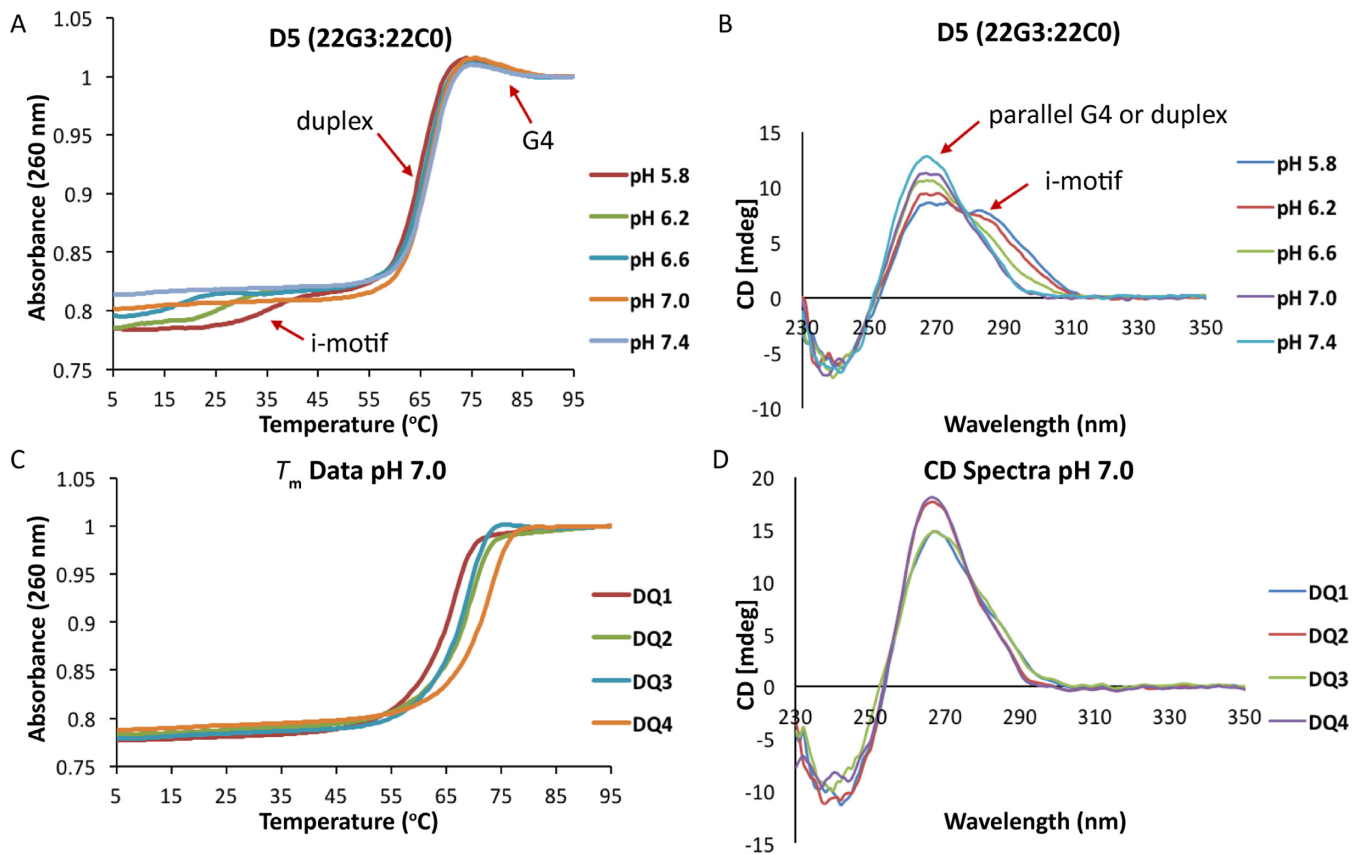 A
D5 (22G3:22C0)
Absorbance (260 nm)
1.05
1
0.95
0.9
0.85
0.8
0.75
duplex
G4
i-motif
5 15 25 35 45 55 65 75 85 95
Temperature (°C)
pH 5.8
pH 6.2
pH 6.6
pH 7.0
pH 7.4
B
D5 (22G3:22C0)
parallel G4 or duplex
i-motif
CD [mdeg]
15
10
5
0
-5
-10
230 250 270 290 310 330 350
Wavelength (nm)
pH 5.8
pH 6.2
pH 6.6
pH 7.0
pH 7.4
C
Tm Data pH 7.0
Absorbance (260 nm)
1.05
1
0.95
0.9
0.85
0.8
0.75
5 15 25 35 45 55 65 75 85 95
Temperature (°C)
DQ1
DQ2
DQ3
DQ4
D
CD Spectra pH 7.0
CD [mdeg]
20
15
10
5
0
-5
-10
-15
230 250 270 290 310 330 350
Wavelength (nm)
DQ1
DQ2
DQ3
DQ4